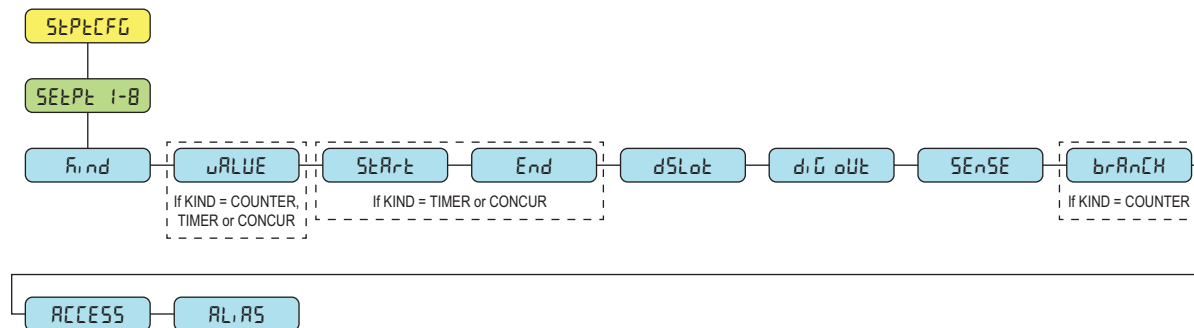 StPtCFG
SEtPt 1-8
Kind
VALUE
StARt
End
dSLot
diG oUt
SEnSE
bRAnCH
If KIND = COUNTER,
TIMER or CONCUR
If KIND = TIMER or CONCUR
If KIND = COUNTER
ACCESS
ALiAS